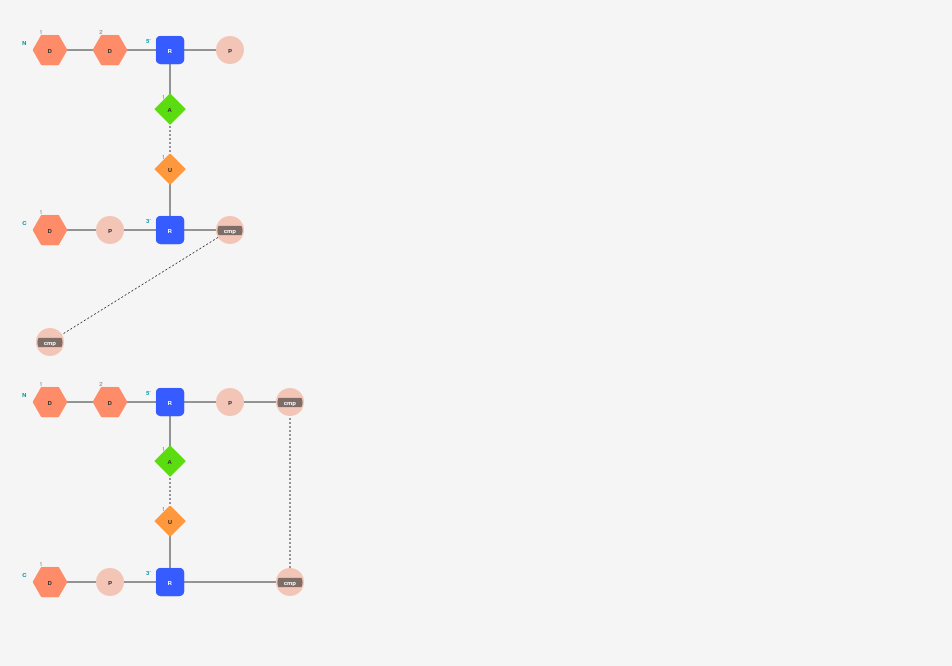 1 2
N D D 5' R P
1 A
1 U
1
C D P 3' R cmp
cmp
1 2
N D D 5' R P cmp
1 A
1 U
1
C D P 3' R cmp